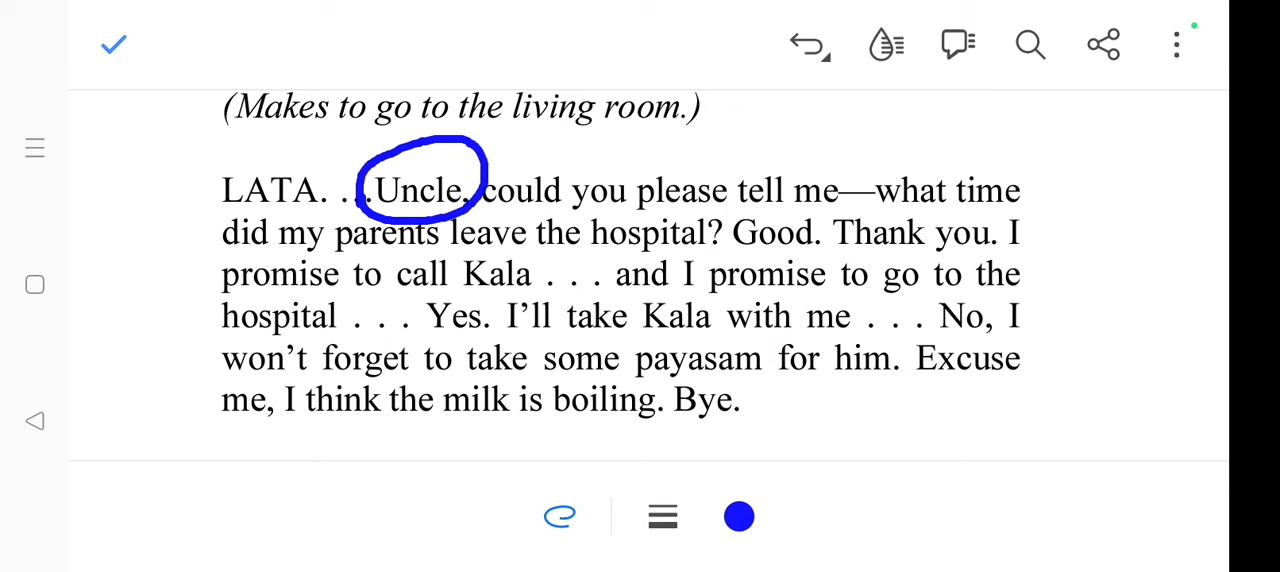 (Makes to go to the living room.)
LATA. . .Uncle, could you please tell me—what time
did my parents leave the hospital? Good. Thank you. I
promise to call Kala . . . and I promise to go to the
hospital . . . Yes. I’ll take Kala with me . . . No, I
won’t forget to take some payasam for him. Excuse
me, I think the milk is boiling. Bye.